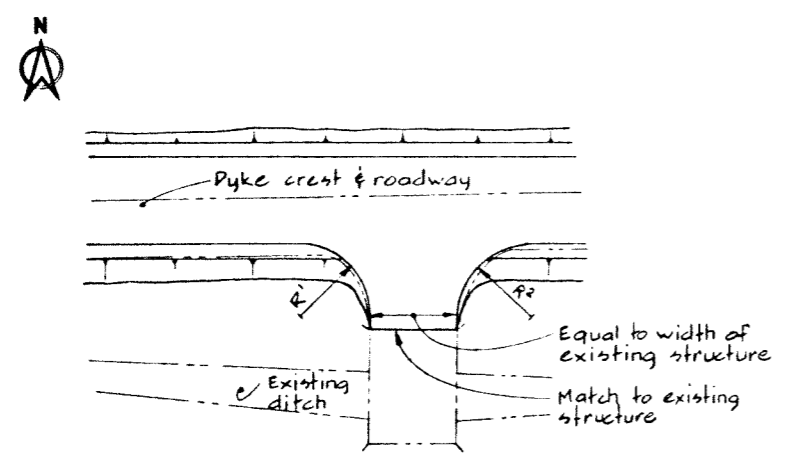 N
Dyke crest & roadway
R1
R2
Equal to width of
existing structure
Existing
ditch
Match to existing
structure